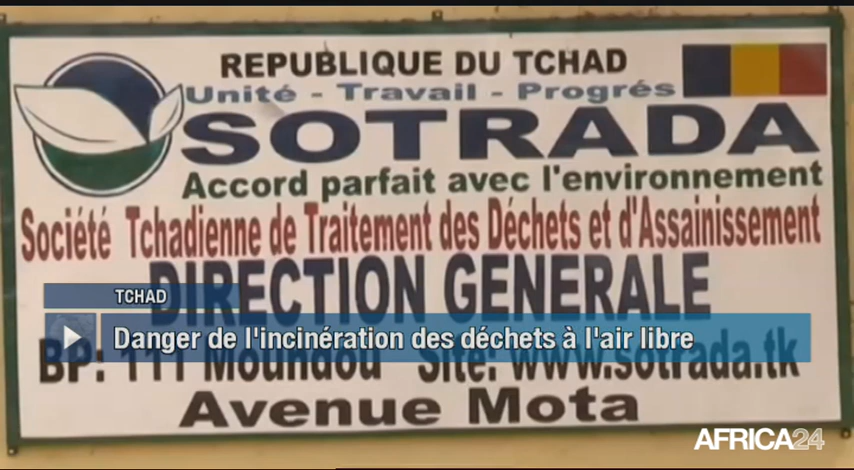 REPUBLIQUE DU TCHAD
Unité - Travail - Progrés
SOTRADA
Accord parfait avec l'environnement
Société Tchadienne de Traitement des Déchets et d'Assainissement
DIRECTION GENERALE
TCHAD
Danger de l'incinération des déchets à l'air libre
BP: 111 Moundou Site: www.sotrada.tk
Avenue Mota
AFRICA24